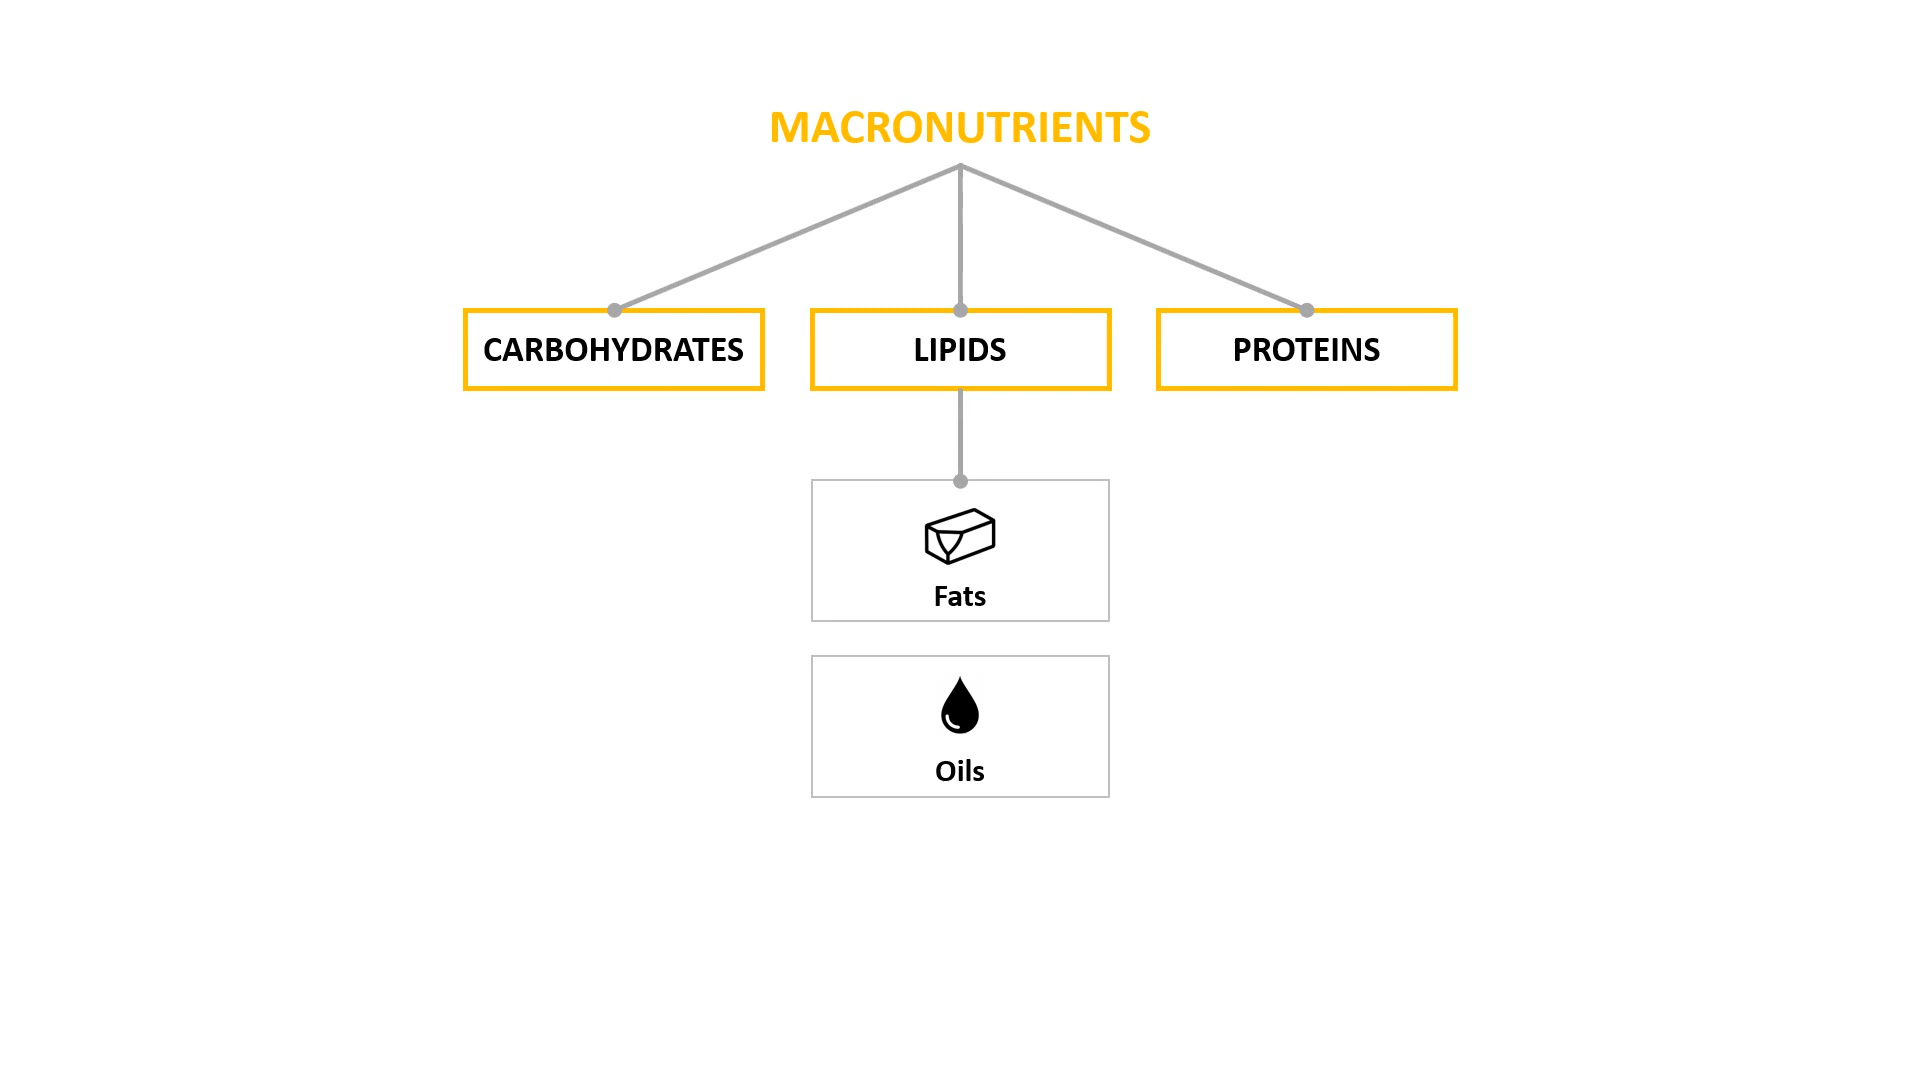 MACRONUTRIENTS
CARBOHYDRATES
LIPIDS
PROTEINS
Fats
Oils